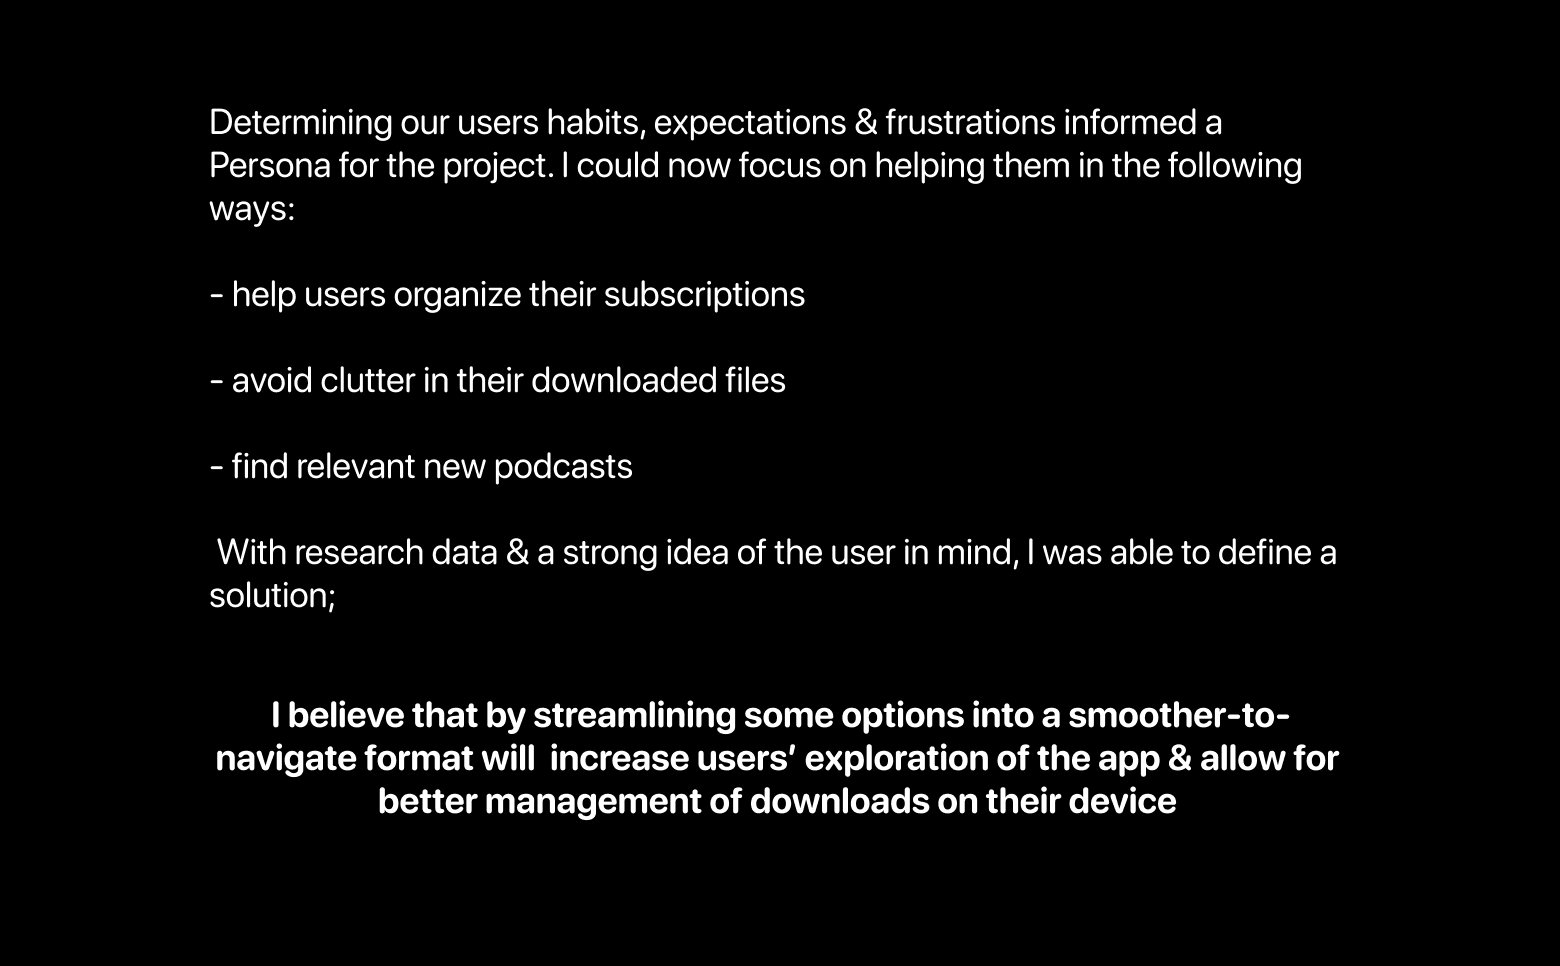 Determining our users habits, expectations & frustrations informed a
Persona for the project. I could now focus on helping them in the following
ways:
- help users organize their subscriptions
- avoid clutter in their downloaded files
- find relevant new podcasts
With research data & a strong idea of the user in mind, I was able to define a
solution;
I believe that by streamlining some options into a smoother-to-
navigate format will  increase users’ exploration of the app & allow for
better management of downloads on their device